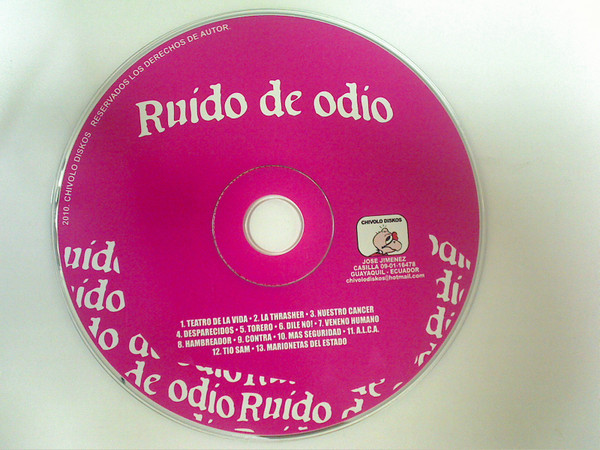 2010. CHIVOLO DISKOS RESERVADOS LOS DERECHOS DE AUTOR.
Ruido de odio
CHIVOLO DISKOS
JOSE JIMENEZ
CASILLA 09-01-16478
GUAYAQUIL - ECUADOR
chivolodiskos@hotmail.com
1. TEATRO DE LA VIDA • 2. LA THRASHER • 3. NUESTRO CANCER
4. DESPARECIDOS • 5. TORERO • 6. DILE NO! • 7. VENENO HUMANO
8. HAMBREADOR • 9. CONTRA • 10. MAS SEGURIDAD • 11. A.L.C.A.
12. TIO SAM • 13. MARIONETAS DEL ESTADO
de odio Ruido de